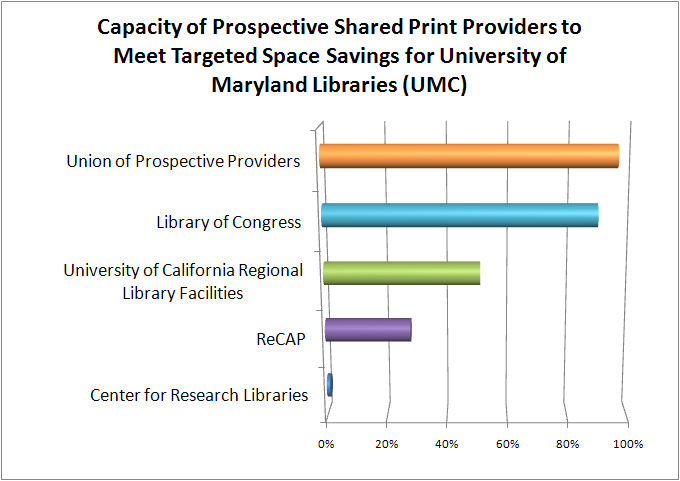 Capacity of Prospective Shared Print Providers to
Meet Targeted Space Savings for University of
Maryland Libraries (UMC)
Union of Prospective Providers
Library of Congress
University of California Regional
Library Facilities
ReCAP
Center for Research Libraries
0% 20% 40% 60% 80% 100%